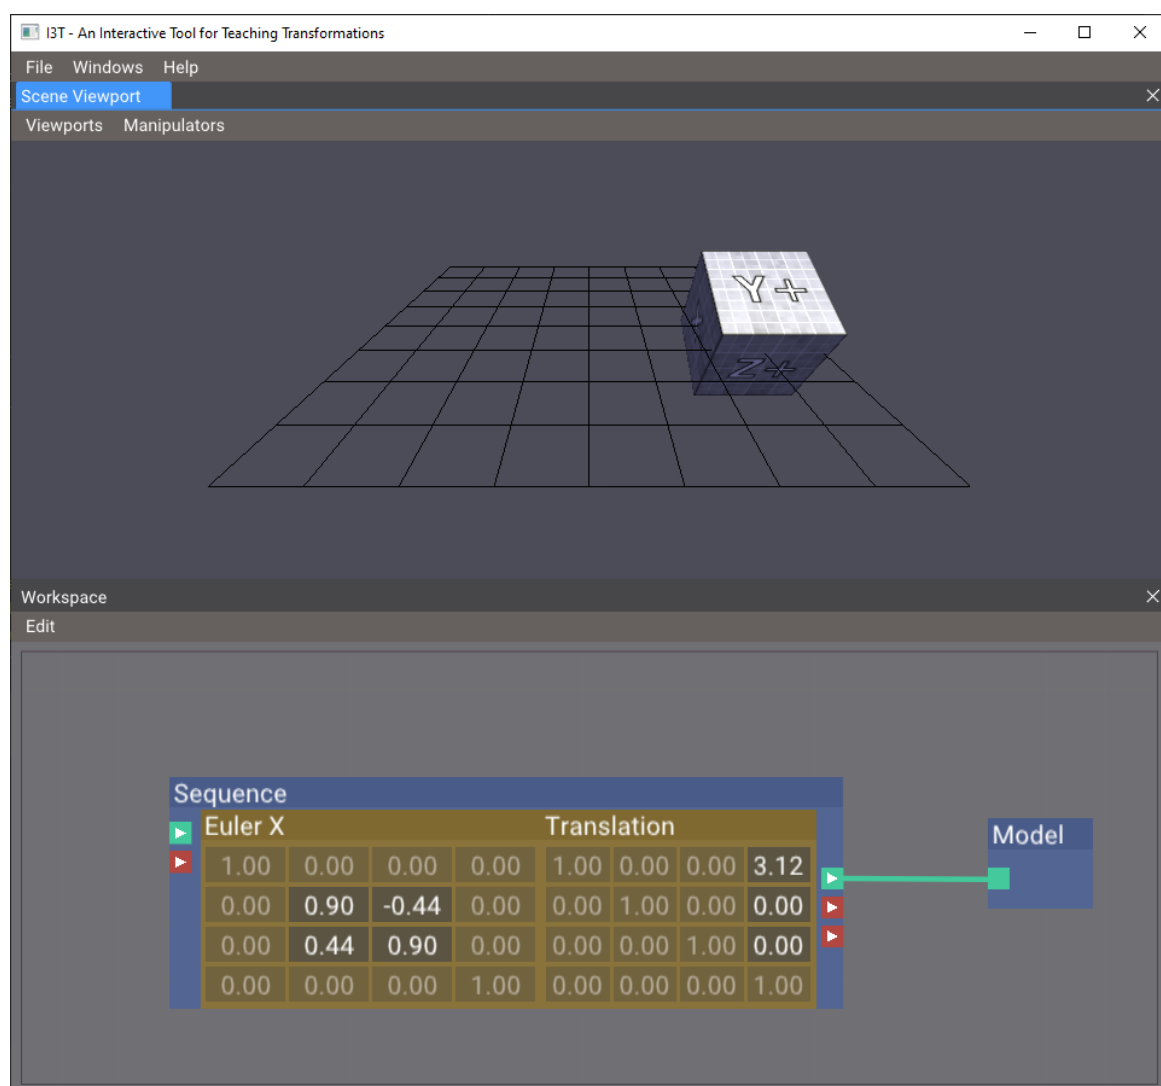 I3T - An Interactive Tool for Teaching Transformations
File Windows Help
Scene Viewport
Viewports Manipulators
Y+
Z+
Workspace
Edit
Sequence
Euler X Translation
Model
1.00 0.00 0.00 0.00 1.00 0.00 0.00 3.12
0.00 0.90 -0.44 0.00 0.00 1.00 0.00 0.00
0.00 0.44 0.90 0.00 0.00 0.00 1.00 0.00
0.00 0.00 0.00 1.00 0.00 0.00 0.00 1.00